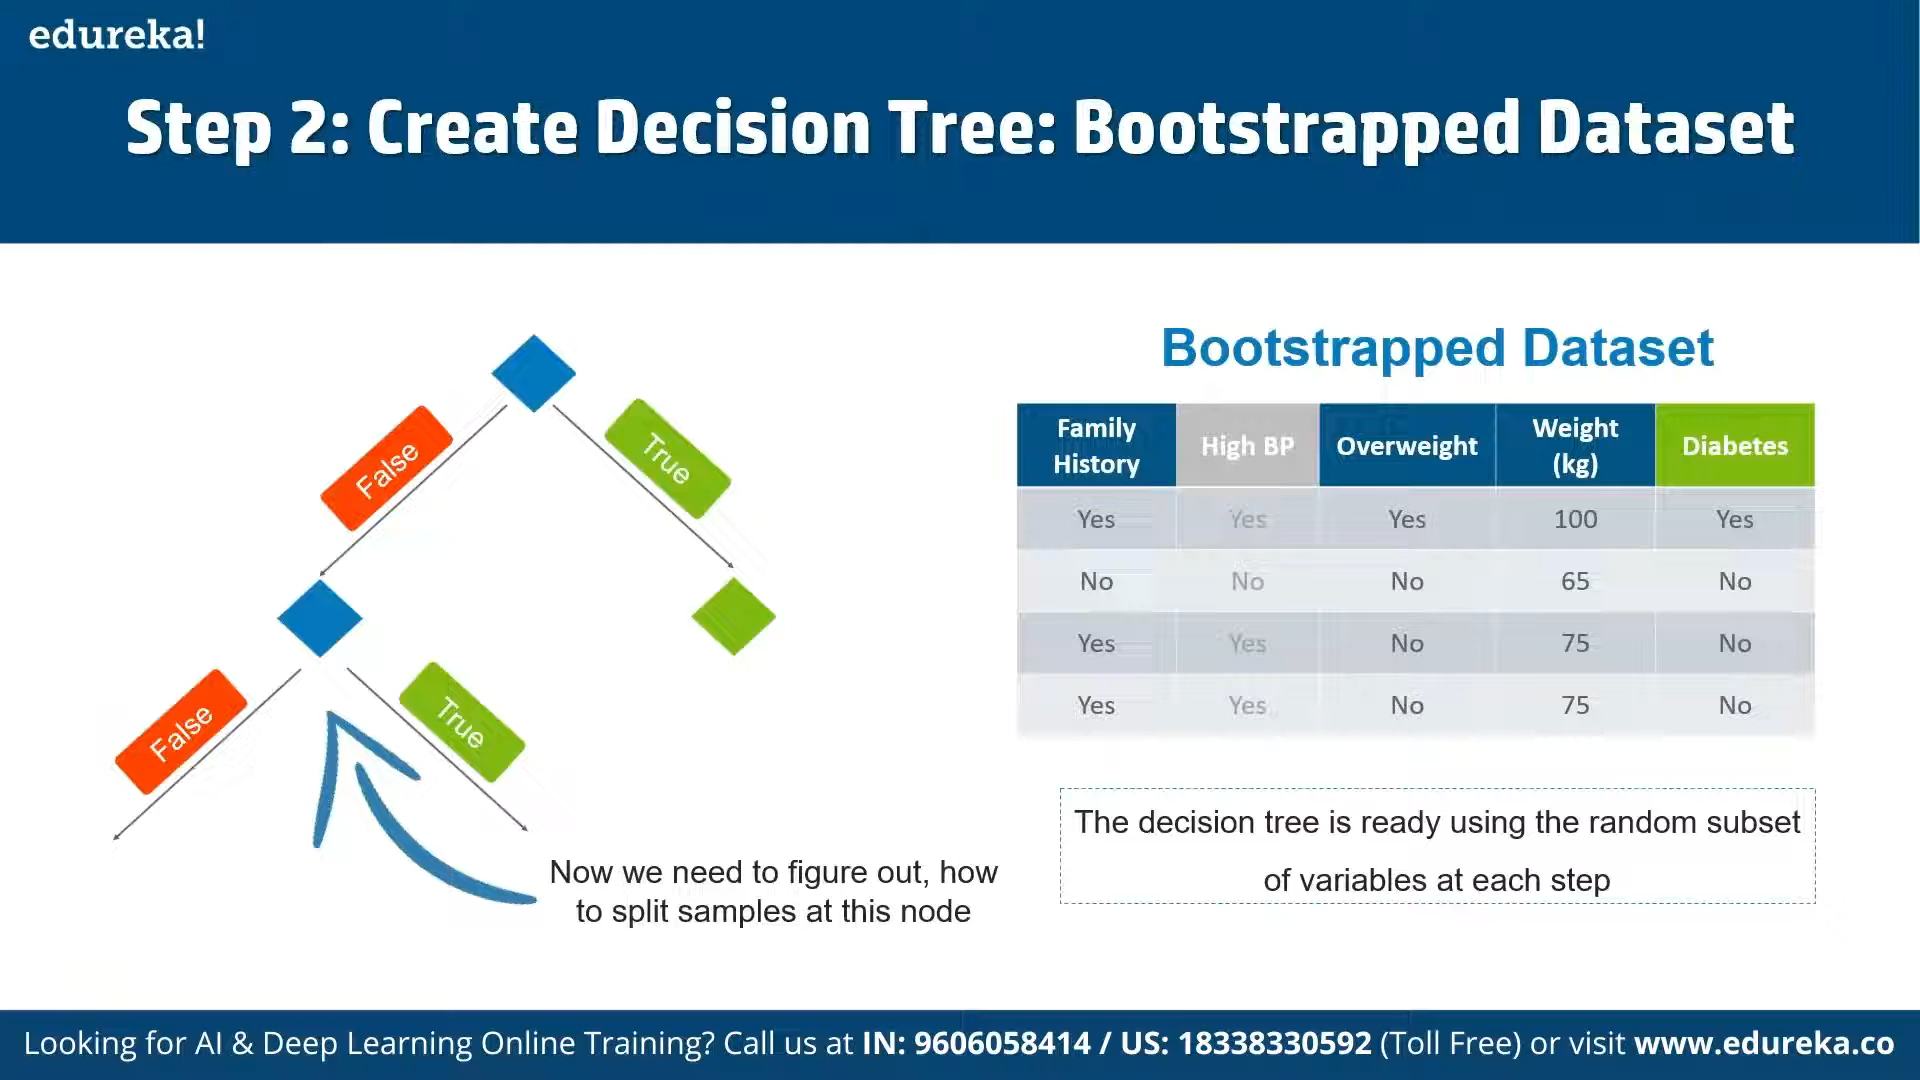 edureka!
Step 2: Create Decision Tree: Bootstrapped Dataset
False
True
False
True
Now we need to figure out, how
to split samples at this node
Bootstrapped Dataset
Family History High BP Overweight Weight (kg) Diabetes
Yes Yes Yes 100 Yes
No No No 65 No
Yes Yes No 75 No
Yes Yes No 75 No
The decision tree is ready using the random subset
of variables at each step
Looking for AI & Deep Learning Online Training? Call us at IN: 9606058414 / US: 18338330592 (Toll Free) or visit www.edureka.co